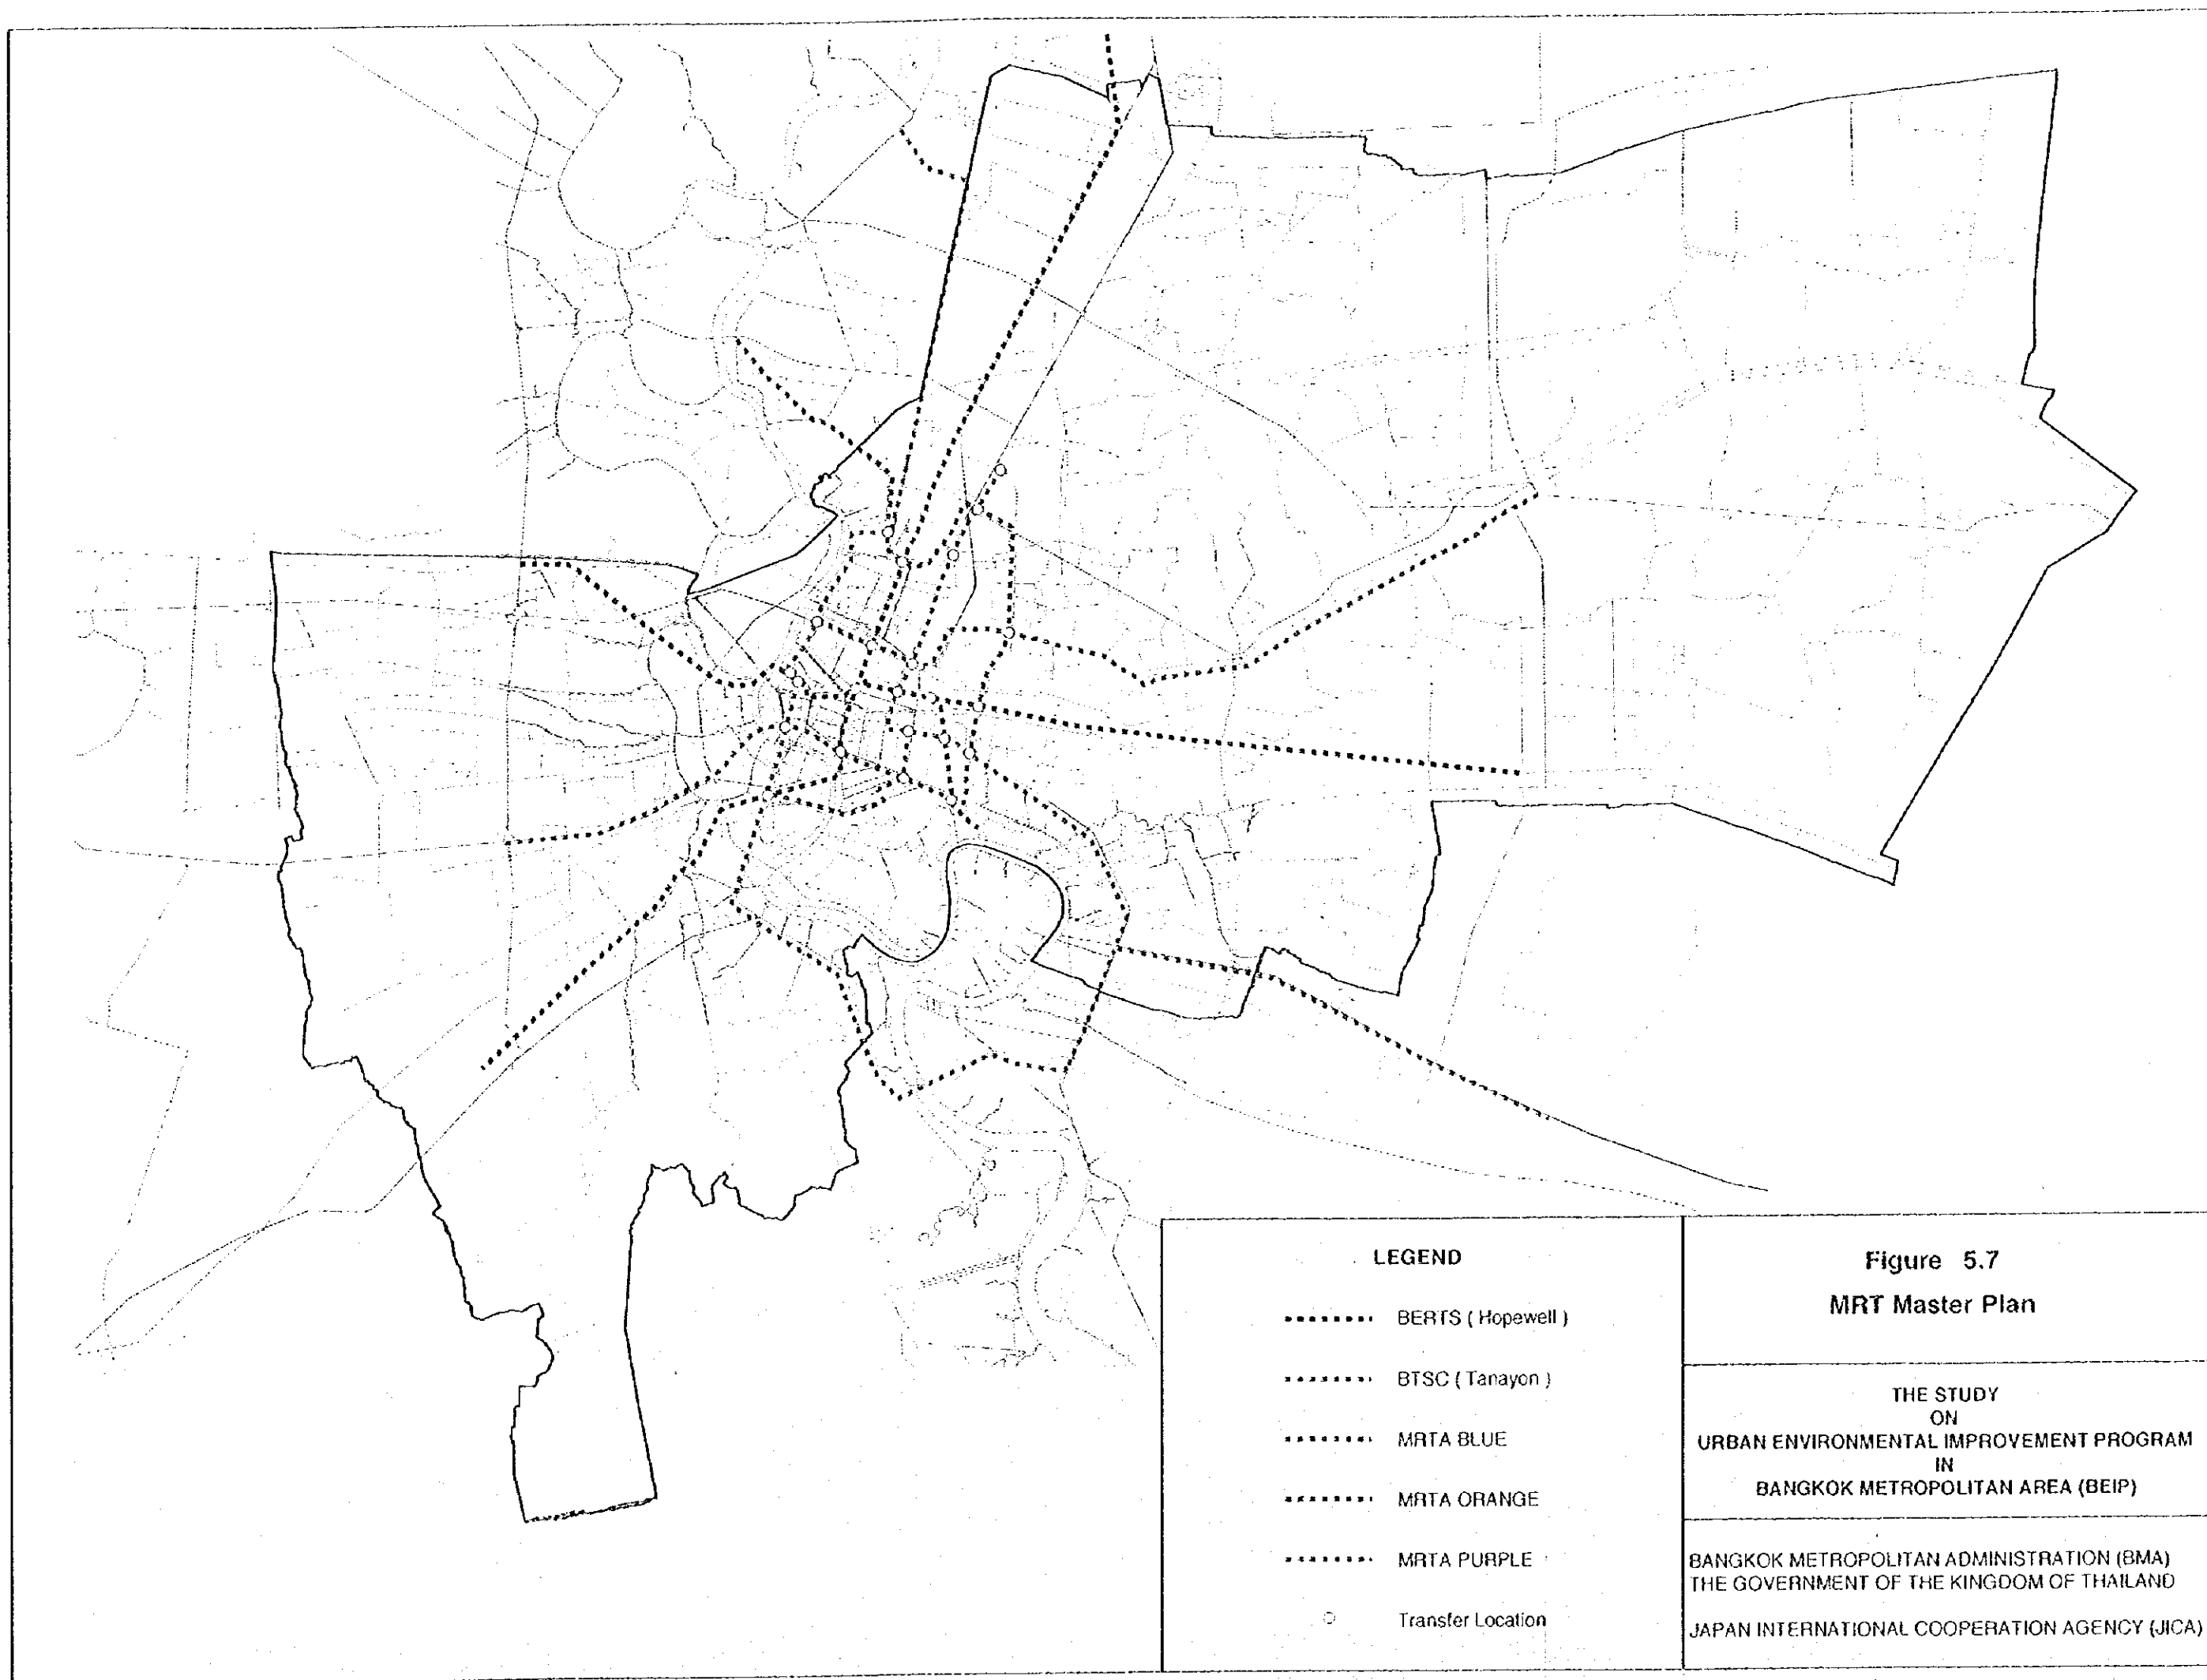 LEGEND
BERTS ( Hopewell )
BTSC ( Tanayon )
MRTA BLUE
MRTA ORANGE
MRTA PURPLE
Transfer Location
Figure 5.7
MRT Master Plan
THE STUDY
ON
URBAN ENVIRONMENTAL IMPROVEMENT PROGRAM
IN
BANGKOK METROPOLITAN AREA (BEIP)
BANGKOK METROPOLITAN ADMINISTRATION (BMA)
THE GOVERNMENT OF THE KINGDOM OF THAILAND
JAPAN INTERNATIONAL COOPERATION AGENCY (JICA)